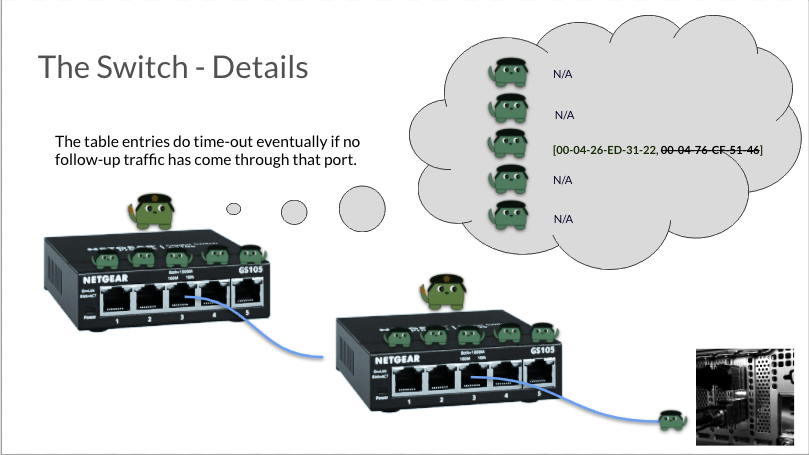 The Switch - Details
The table entries do time-out eventually if no
follow-up traffic has come through that port.
N/A
N/A
[00-04-26-ED-31-22, 00-04-76-CF-51-46]
N/A
N/A
NETGEAR
GS105
1 2 3 4 5
Power
NETGEAR
GS105
1 2 3 4 5
Power